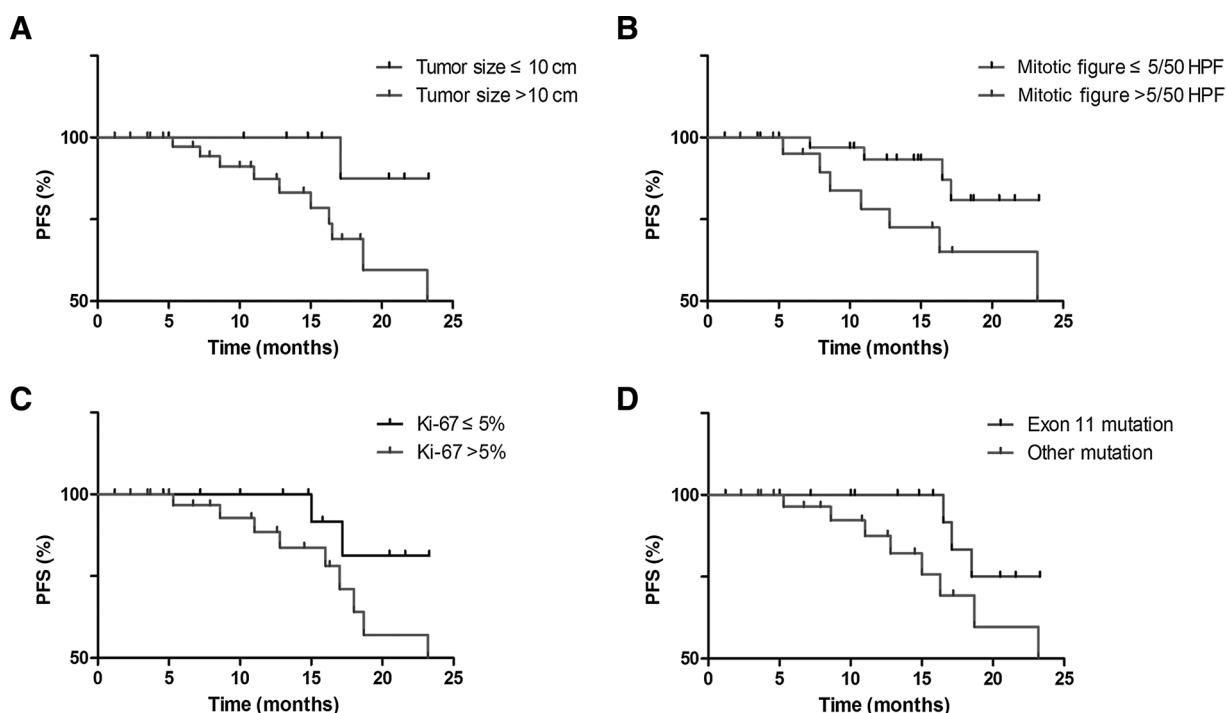 A
Tumor size ≤ 10 cm
Tumor size >10 cm
100
50
PFS (%)
0 5 10 15 20 25
Time (months)
B
Mitotic figure ≤ 5/50 HPF
Mitotic figure >5/50 HPF
100
50
PFS (%)
0 5 10 15 20 25
Time (months)
C
Ki-67 ≤ 5%
Ki-67 >5%
100
50
PFS (%)
0 5 10 15 20 25
Time (months)
D
Exon 11 mutation
Other mutation
100
50
PFS (%)
0 5 10 15 20 25
Time (months)